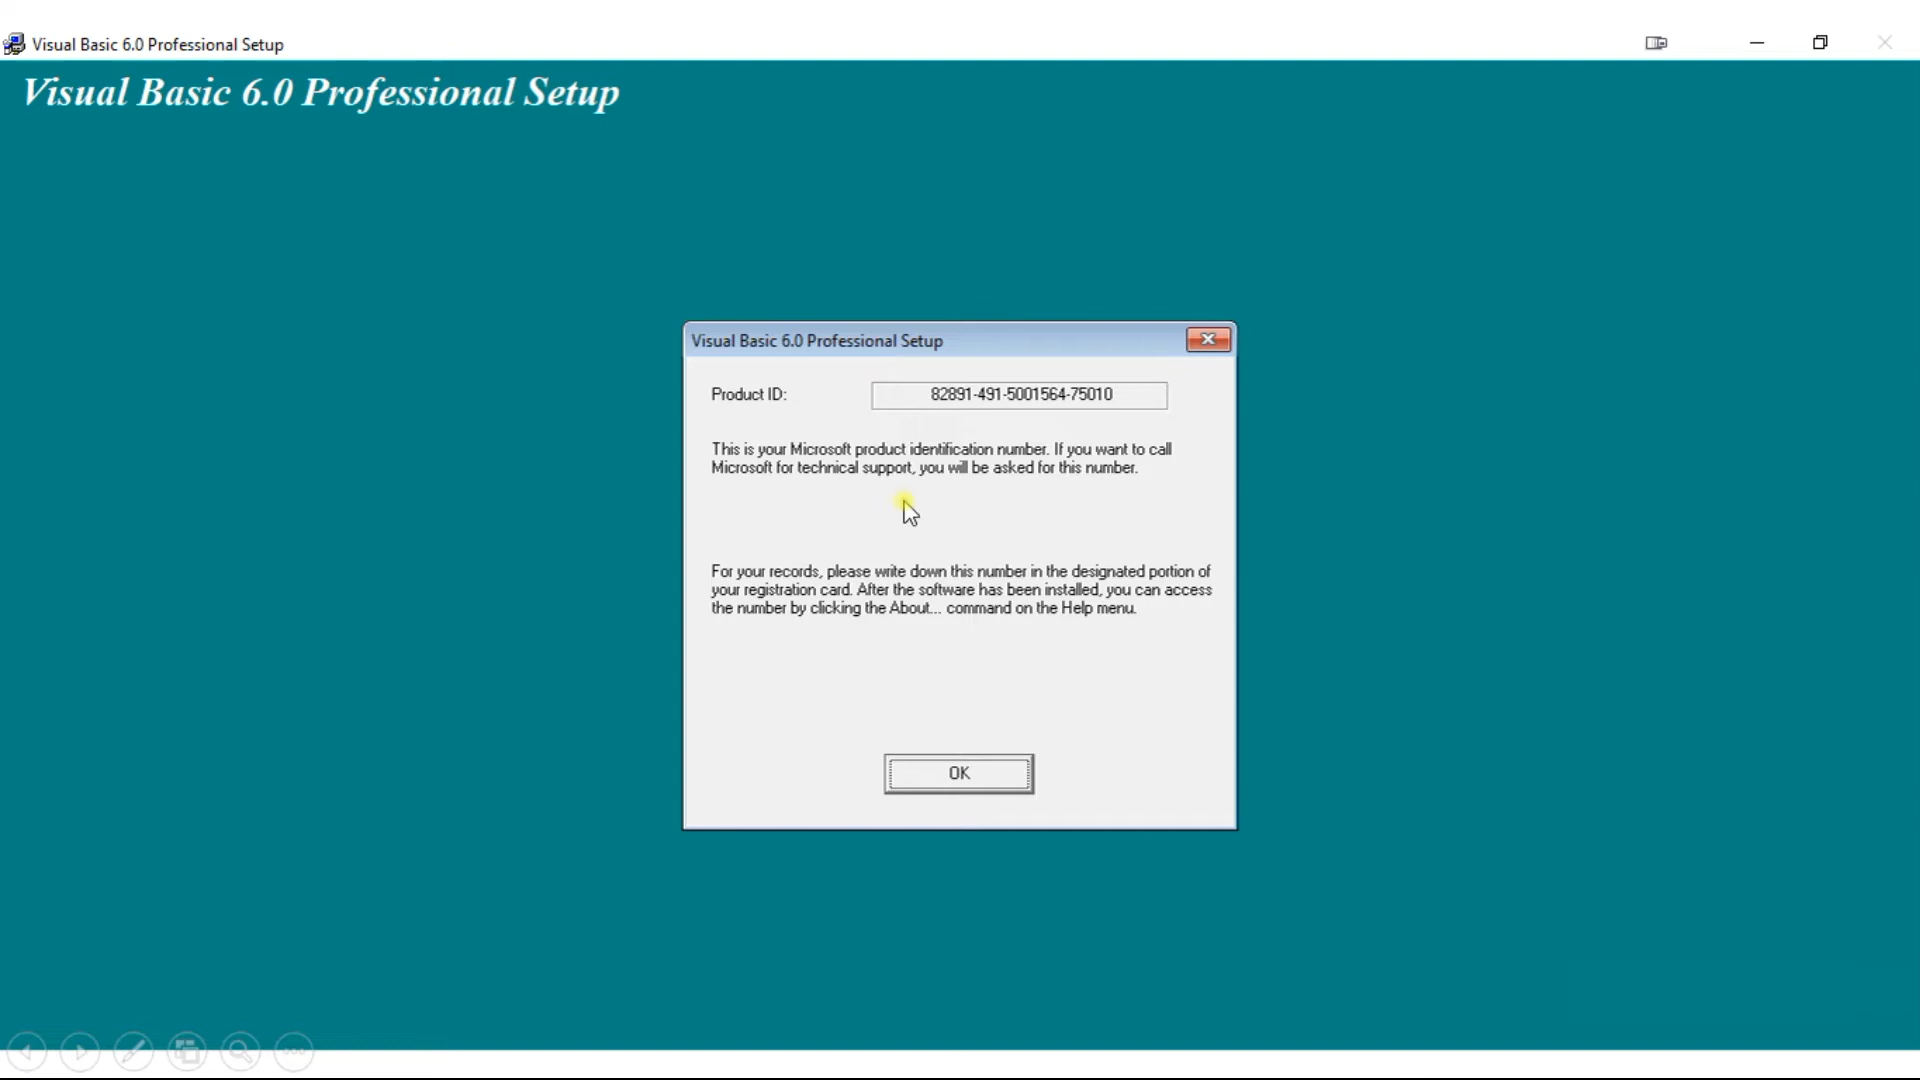 Visual Basic 6.0 Professional Setup
Visual Basic 6.0 Professional Setup
Visual Basic 6.0 Professional Setup
Product ID: 82891-491-5001564-75010
This is your Microsoft product identification number. If you want to call
Microsoft for technical support, you will be asked for this number.
For your records, please write down this number in the designated portion of
your registration card. After the software has been installed, you can access
the number by clicking the About... command on the Help menu.
OK